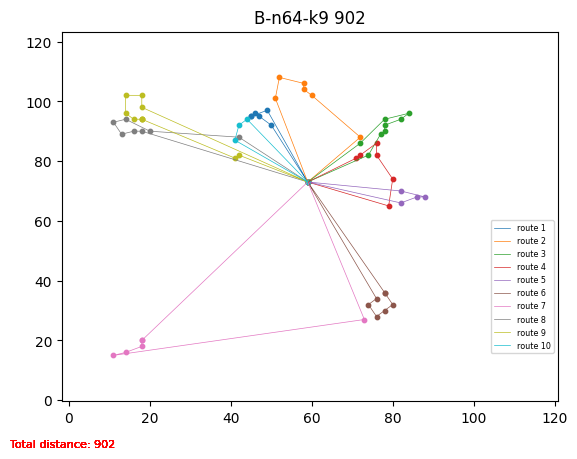 B-n64-k9 902
120
100
80
60
40
20
0
0 20 40 60 80 100 120
route 1
route 2
route 3
route 4
route 5
route 6
route 7
route 8
route 9
route 10
Total distance: 902